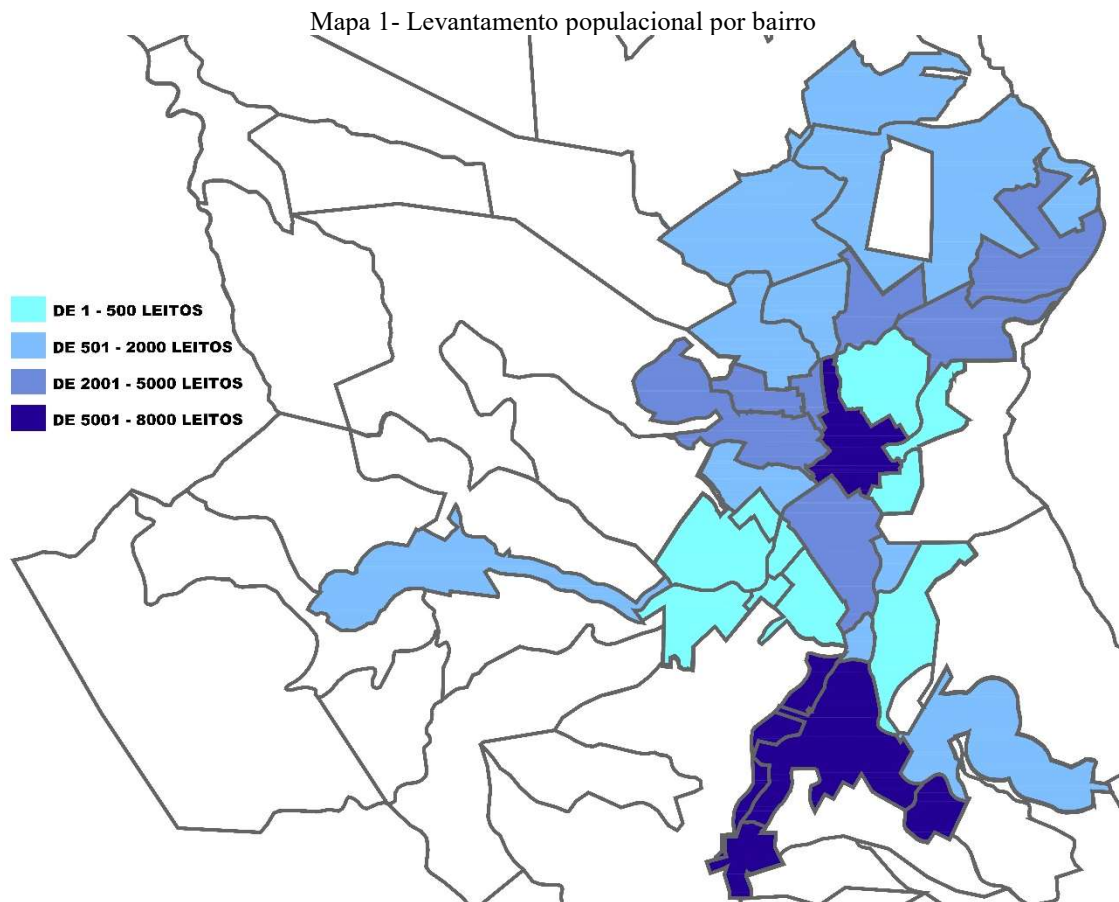 Mapa 1- Levantamento populacional por bairro
DE 1 - 500 LEITOS
DE 501 - 2000 LEITOS
DE 2001 - 5000 LEITOS
DE 5001 - 8000 LEITOS